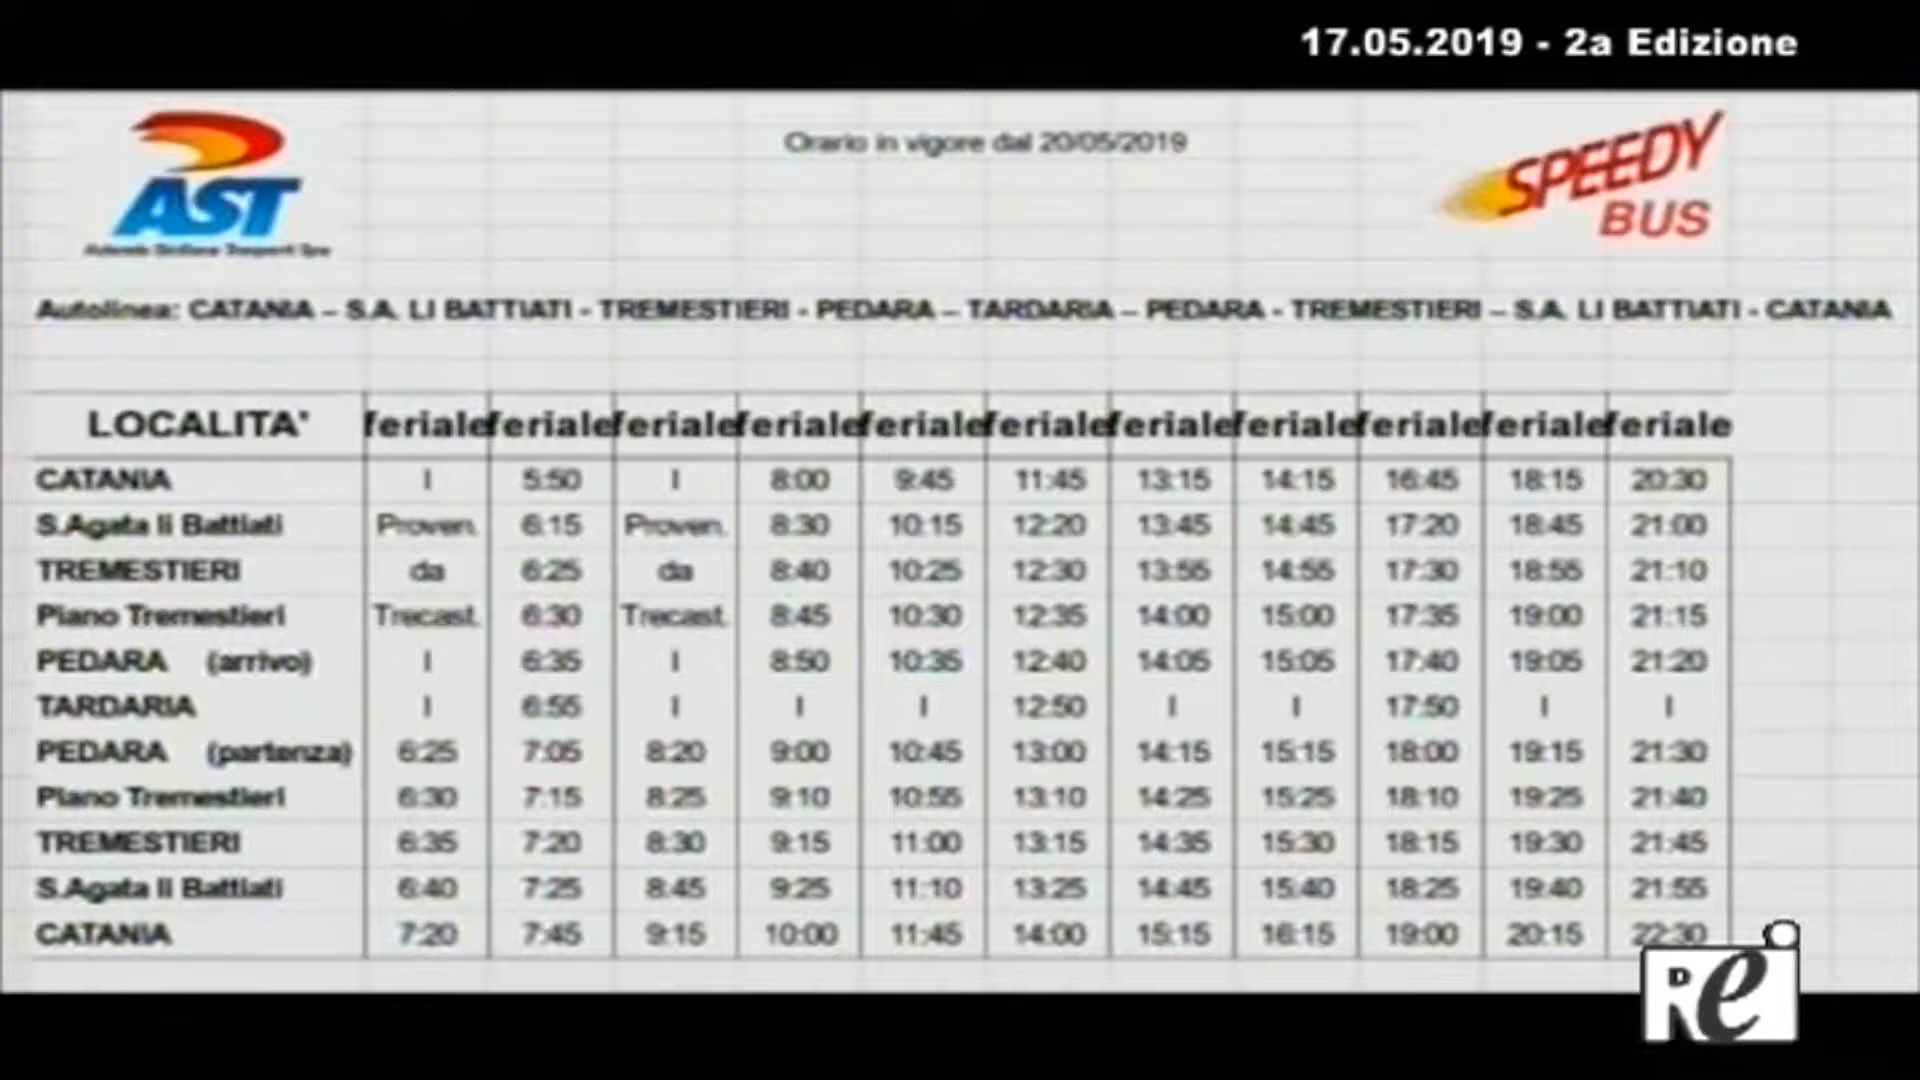 17.05.2019 - 2a Edizione
AST
Azienda Siciliana Trasporti Spa
Orario in vigore dal 20/05/2019
SPEEDY
BUS
Autolinea: CATANIA – S.A. LI BATTIATI - TREMESTIERI - PEDARA – TARDARIA – PEDARA - TREMESTIERI – S.A. LI BATTIATI - CATANIA
LOCALITA' feriale feriale feriale feriale feriale feriale feriale feriale feriale feriale feriale
CATANIA I 5:50 I 8:00 9:45 11:45 13:15 14:15 16:45 18:15 20:30
S.Agata li Battiati Proven. 6:15 Proven. 8:30 10:15 12:20 13:45 14:45 17:20 18:45 21:00
TREMESTIERI da 6:25 da 8:40 10:25 12:30 13:55 14:55 17:30 18:55 21:10
Piano Tremestieri Trecast. 6:30 Trecast. 8:45 10:30 12:35 14:00 15:00 17:35 19:00 21:15
PEDARA (arrivo) I 6:35 I 8:50 10:35 12:40 14:05 15:05 17:40 19:05 21:20
TARDARIA I 6:55 I I I 12:50 I I 17:50 I I
PEDARA (partenza) 6:25 7:05 8:20 9:00 10:45 13:00 14:15 15:15 18:00 19:15 21:30
Piano Tremestieri 6:30 7:15 8:25 9:10 10:55 13:10 14:25 15:25 18:10 19:25 21:40
TREMESTIERI 6:35 7:20 8:30 9:15 11:00 13:15 14:35 15:30 18:15 19:30 21:45
S.Agata li Battiati 6:40 7:25 8:45 9:25 11:10 13:25 14:45 15:40 18:25 19:40 21:55
CATANIA 7:20 7:45 9:15 10:00 11:45 14:00 15:15 16:15 19:00 20:15 22:30
REi